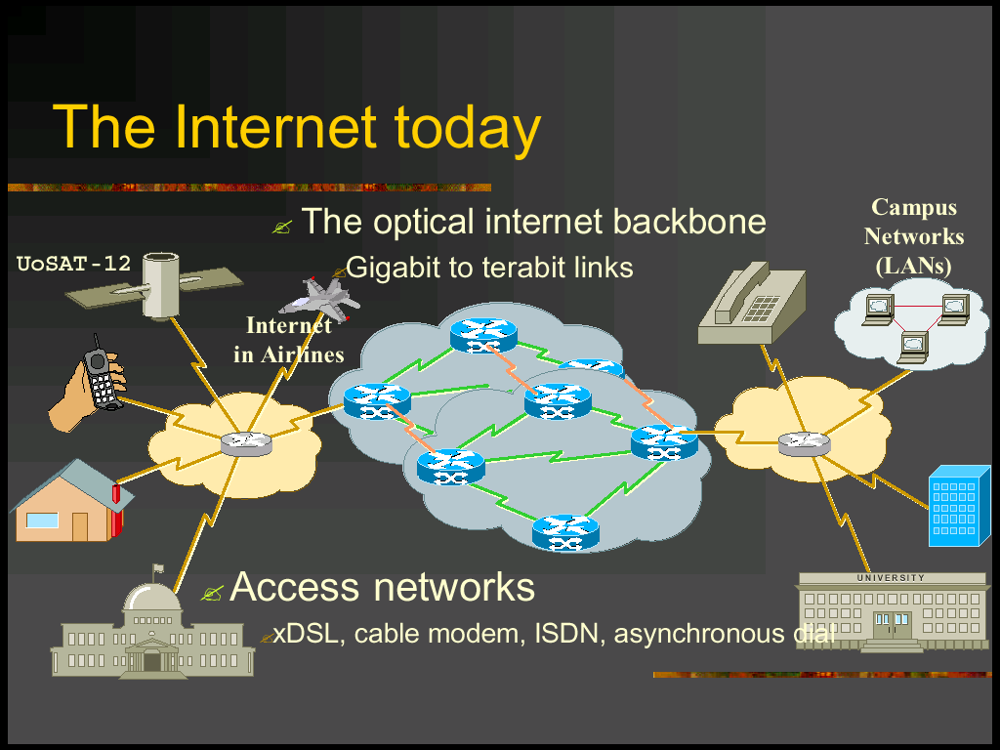 The Internet today
The optical internet backbone
Gigabit to terabit links
Campus
Networks
(LANs)
UoSAT-12
Internet
in Airlines
UNIVERSITY
Access networks
xDSL, cable modem, ISDN, asynchronous dial